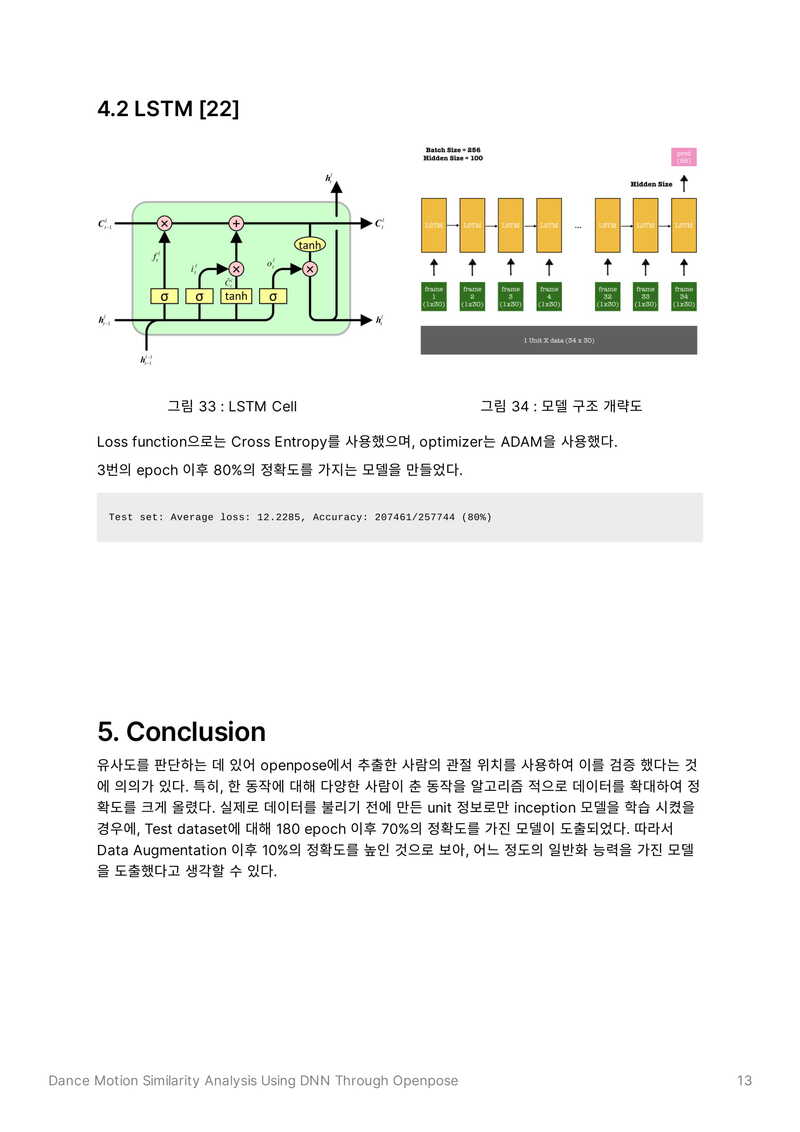 4.2 LSTM [22]
Batch Size = 256
Hidden Size = 100
pred
Hidden Size
LSTM LSTM LSTM LSTM ... LSTM LSTM LSTM
frame 1 (1x30)
frame 2 (1x30)
frame 3 (1x30)
frame 4 (1x30)
frame 32 (1x30)
frame 33 (1x30)
frame 34 (1x30)
1 Unit X data (34 x 30)
tanh
σ σ tanh σ
그림 33 : LSTM Cell
그림 34 : 모델 구조 개략도
Loss function으로는 Cross Entropy를 사용했으며, optimizer는 ADAM을 사용했다.
3번의 epoch 이후 80%의 정확도를 가지는 모델을 만들었다.
Test set: Average loss: 12.2285, Accuracy: 207461/257744 (80%)
5. Conclusion
유사도를 판단하는 데 있어 openpose에서 추출한 사람의 관절 위치를 사용하여 이를 검증 했다는 것
에 의의가 있다. 특히, 한 동작에 대해 다양한 사람이 춘 동작을 알고리즘 적으로 데이터를 확대하여 정
확도를 크게 올렸다. 실제로 데이터를 불리기 전에 만든 unit 정보로만 inception 모델을 학습 시켰을
경우에, Test dataset에 대해 180 epoch 이후 70%의 정확도를 가진 모델이 도출되었다. 따라서
Data Augmentation 이후 10%의 정확도를 높인 것으로 보아, 어느 정도의 일반화 능력을 가진 모델
을 도출했다고 생각할 수 있다.
Dance Motion Similarity Analysis Using DNN Through Openpose
13